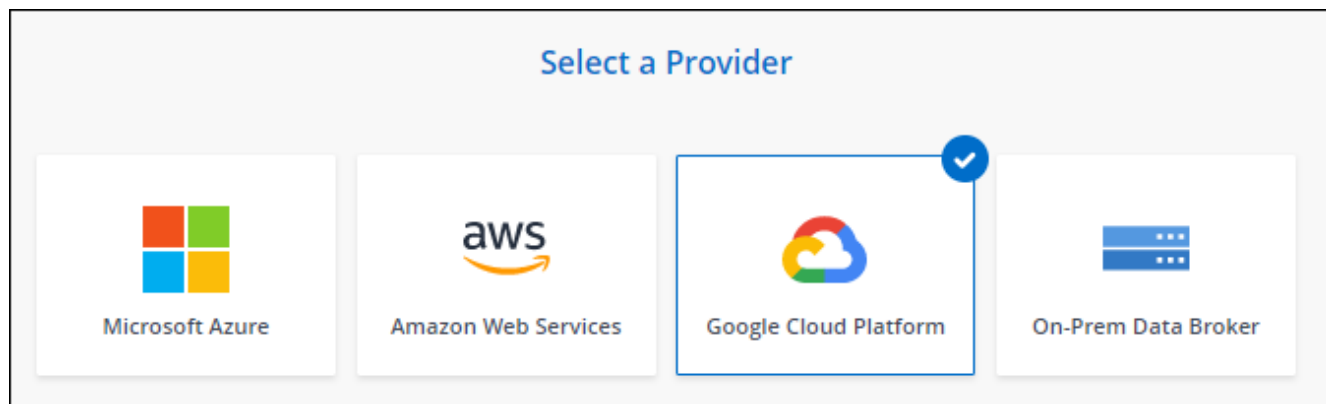 Select a Provider
aws
Microsoft Azure
Amazon Web Services
Google Cloud Platform
On-Prem Data Broker